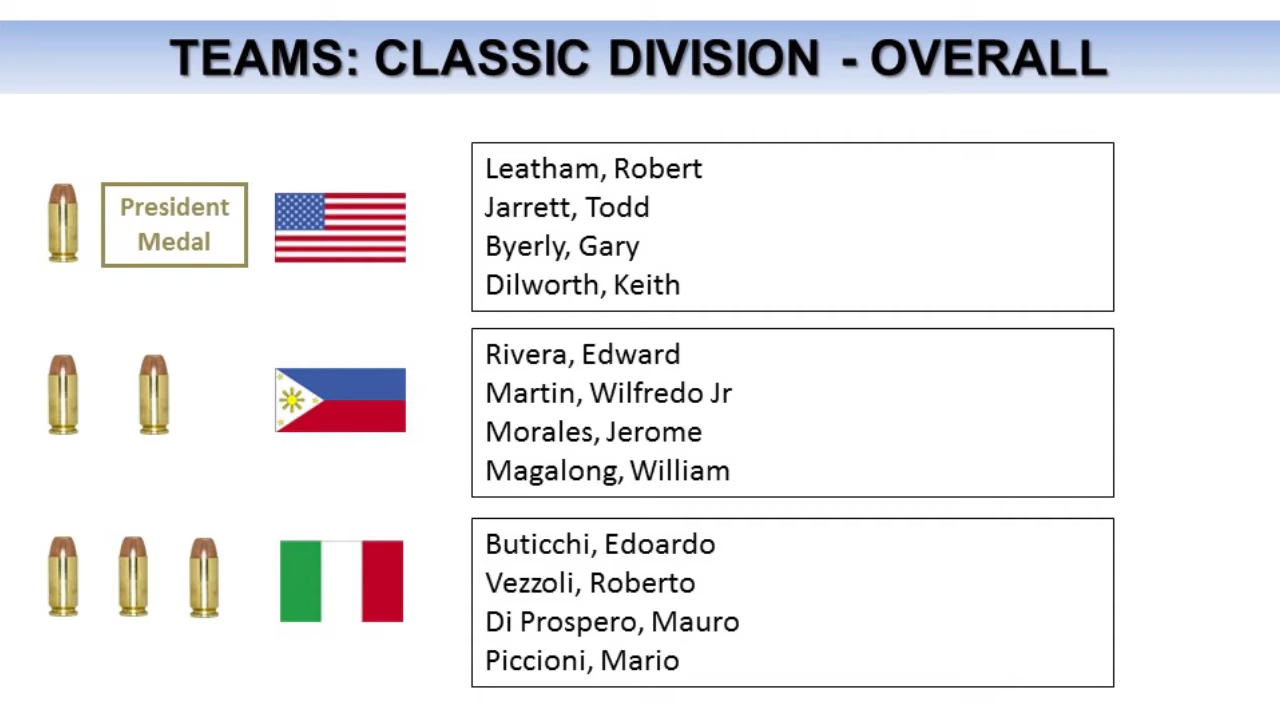 TEAMS: CLASSIC DIVISION - OVERALL
President
Medal
Leatham, Robert
Jarrett, Todd
Byerly, Gary
Dilworth, Keith
Rivera, Edward
Martin, Wilfredo Jr
Morales, Jerome
Magalong, William
Buticchi, Edoardo
Vezzoli, Roberto
Di Prospero, Mauro
Piccioni, Mario